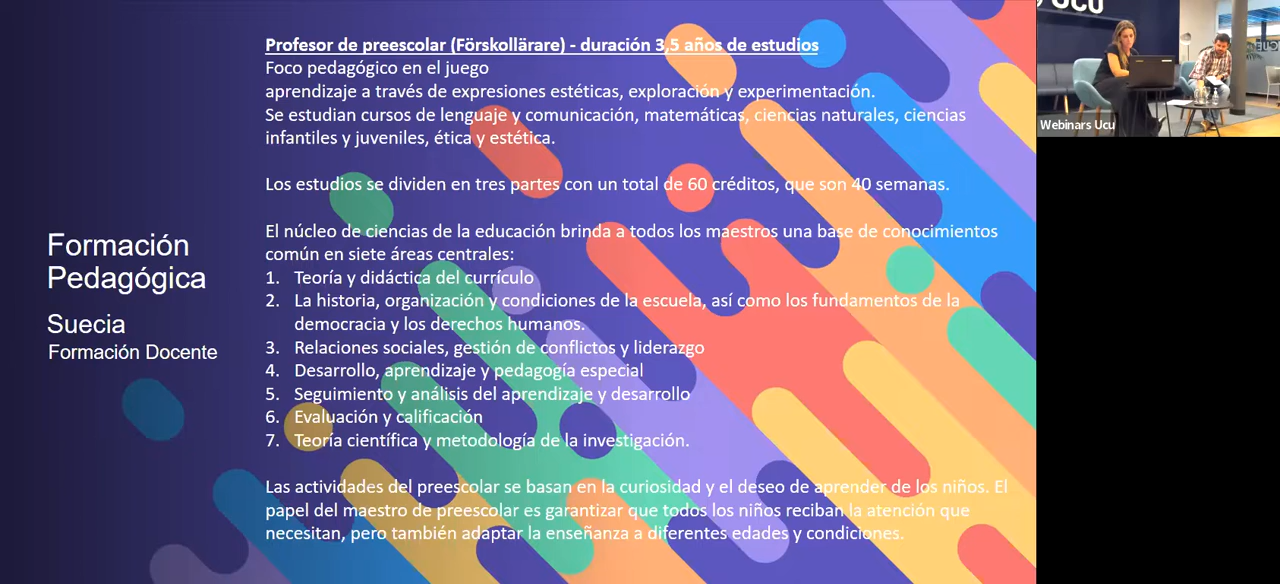 Profesor de preescolar (Förskollärare) - duración 3,5 años de estudios
Foco pedagógico en el juego
aprendizaje a través de expresiones estéticas, exploración y experimentación.
Se estudian cursos de lenguaje y comunicación, matemáticas, ciencias naturales, ciencias
infantiles y juveniles, ética y estética.
Los estudios se dividen en tres partes con un total de 60 créditos, que son 40 semanas.
El núcleo de ciencias de la educación brinda a todos los maestros una base de conocimientos
común en siete áreas centrales:
1. Teoría y didáctica del currículo
2. La historia, organización y condiciones de la escuela, así como los fundamentos de la
democracia y los derechos humanos.
3. Relaciones sociales, gestión de conflictos y liderazgo
4. Desarrollo, aprendizaje y pedagogía especial
5. Seguimiento y análisis del aprendizaje y desarrollo
6. Evaluación y calificación
7. Teoría científica y metodología de la investigación.
Las actividades del preescolar se basan en la curiosidad y el deseo de aprender de los niños. El
papel del maestro de preescolar es garantizar que todos los niños reciban la atención que
necesitan, pero también adaptar la enseñanza a diferentes edades y condiciones.
Formación
Pedagógica
Suecia
Formación Docente
UCU
Webinars Ucu